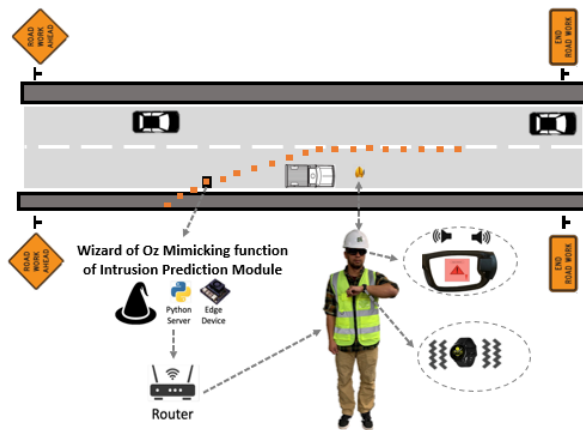 ROAD
WORK
AHEAD
END
ROAD WORK
ROAD
WORK
AHEAD
END
ROAD WORK
Wizard of Oz Mimicking function
of Intrusion Prediction Module
Python
Server
Edge
Device
Router